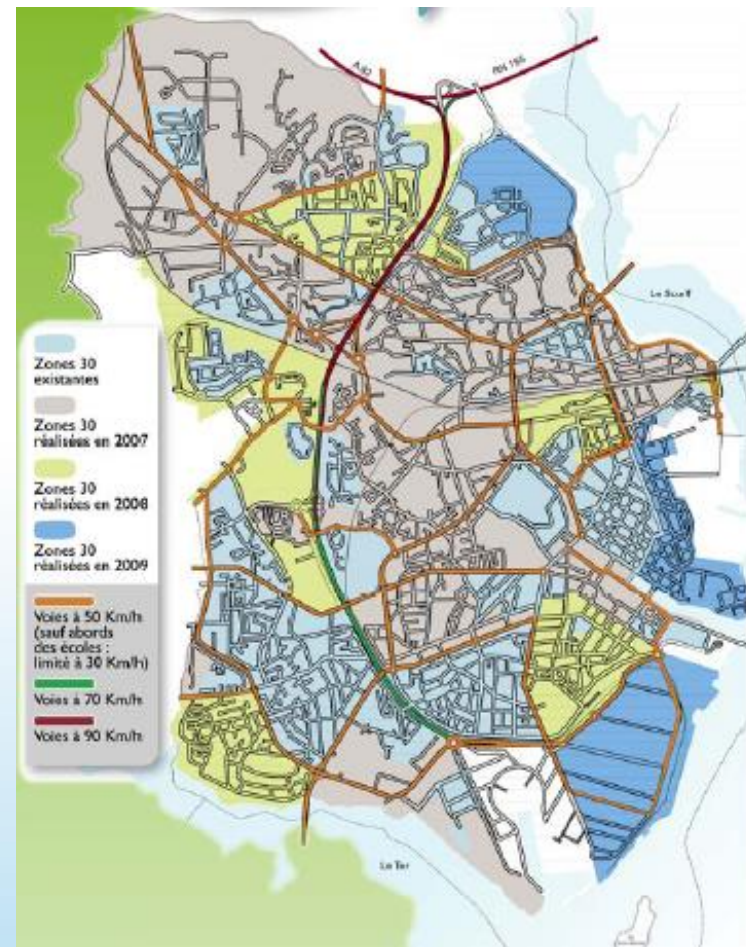 A82
RN 165
Le Scorff
Zones 30
existantes
Zones 30
réalisées en 2007
Zones 30
réalisées en 2008
Zones 30
réalisées en 2009
Voies à 50 Km/h
(sauf abords
des écoles :
limité à 30 Km/h)
Voies à 70 Km/h
Voies à 90 Km/h
Le Ter